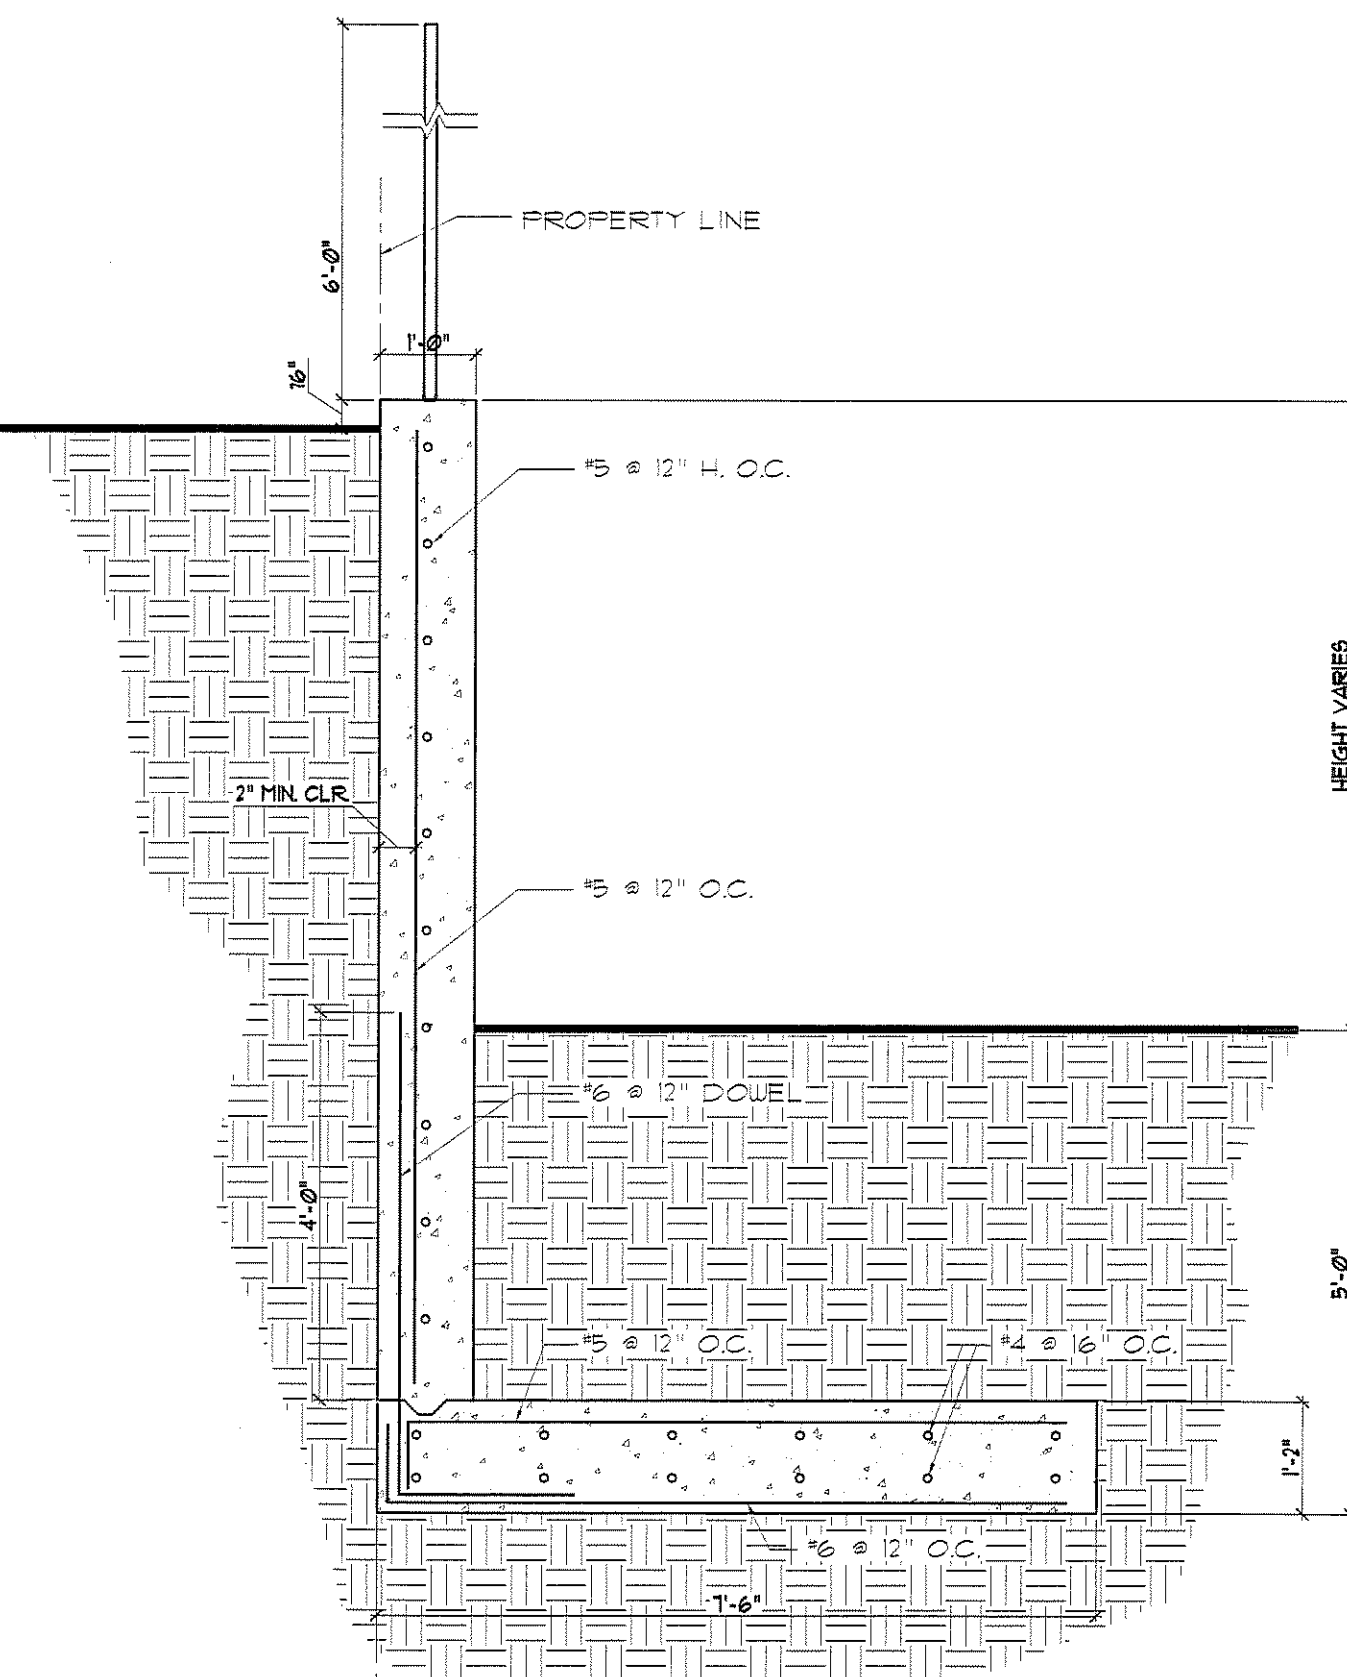 PROPERTY LINE
6'-0"
1'-0"
16"
#5 @ 12" H. O.C.
HEIGHT VARIES
2" MIN. CLR.
#5 @ 12" O.C.
#6 @ 12" DOWEL
4'-0"
5'-0"
#5 @ 12" O.C.
#4 @ 16" O.C.
1'-2"
#6 @ 12" O.C.
7'-6"